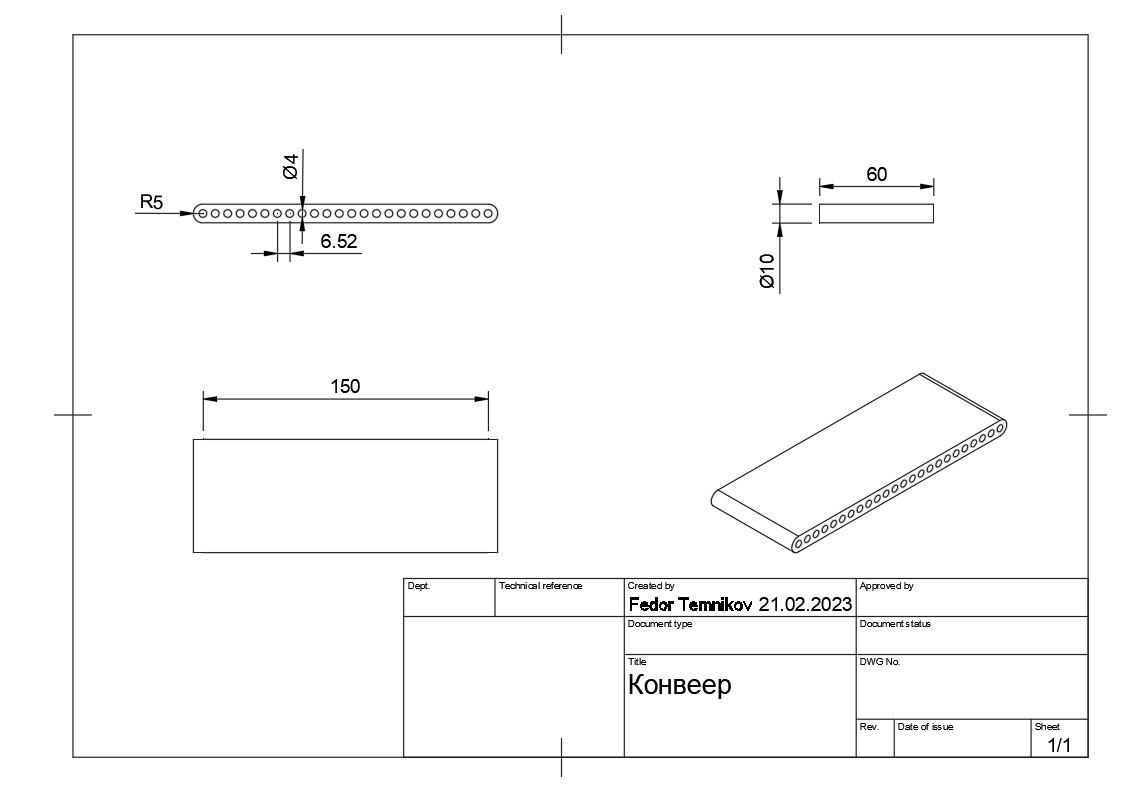 Ø4
R5
6.52
60
Ø10
150
Dept.
Technical reference
Created by
Approved by
Fedor Temnikov 21.02.2023
Document type
Document status
Title
DWG No.
Конвеер
Rev.
Date of issue
Sheet
1/1